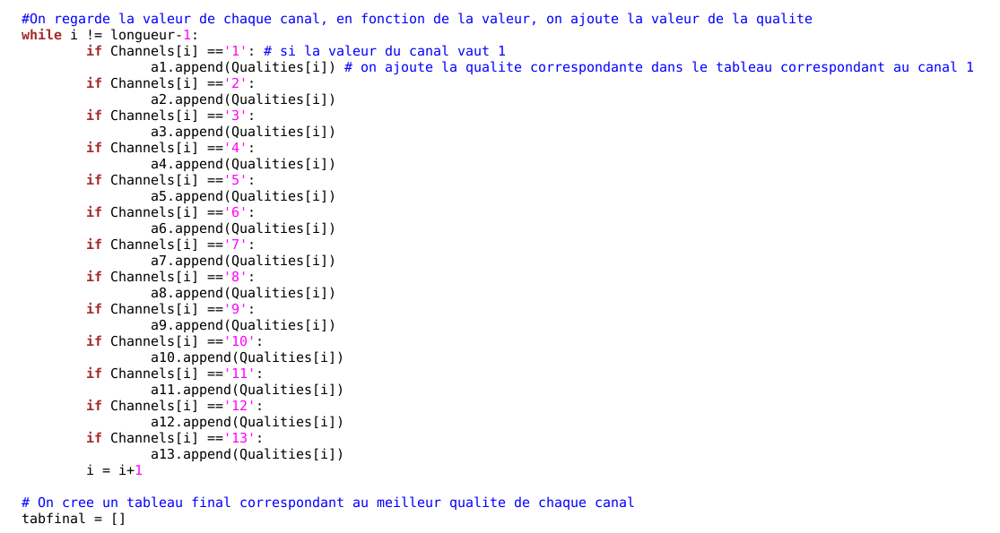 #On regarde la valeur de chaque canal, en fonction de la valeur, on ajoute la valeur de la qualite
while i != longueur-1:
        if Channels[i] =='1': # si la valeur du canal vaut 1
                a1.append(Qualities[i]) # on ajoute la qualite correspondante dans le tableau correspondant au canal 1
        if Channels[i] =='2':
                a2.append(Qualities[i])
        if Channels[i] =='3':
                a3.append(Qualities[i])
        if Channels[i] =='4':
                a4.append(Qualities[i])
        if Channels[i] =='5':
                a5.append(Qualities[i])
        if Channels[i] =='6':
                a6.append(Qualities[i])
        if Channels[i] =='7':
                a7.append(Qualities[i])
        if Channels[i] =='8':
                a8.append(Qualities[i])
        if Channels[i] =='9':
                a9.append(Qualities[i])
        if Channels[i] =='10':
                a10.append(Qualities[i])
        if Channels[i] =='11':
                a11.append(Qualities[i])
        if Channels[i] =='12':
                a12.append(Qualities[i])
        if Channels[i] =='13':
                a13.append(Qualities[i])
        i = i+1

# On cree un tableau final correspondant au meilleur qualite de chaque canal
tabfinal = []